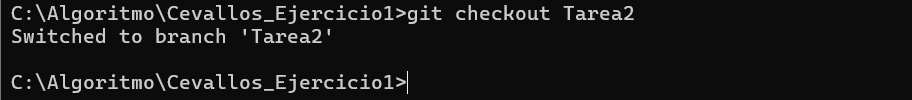 C:\Algoritmo\Cevallos_Ejercicio1>git checkout Tarea2
Switched to branch 'Tarea2'
C:\Algoritmo\Cevallos_Ejercicio1>